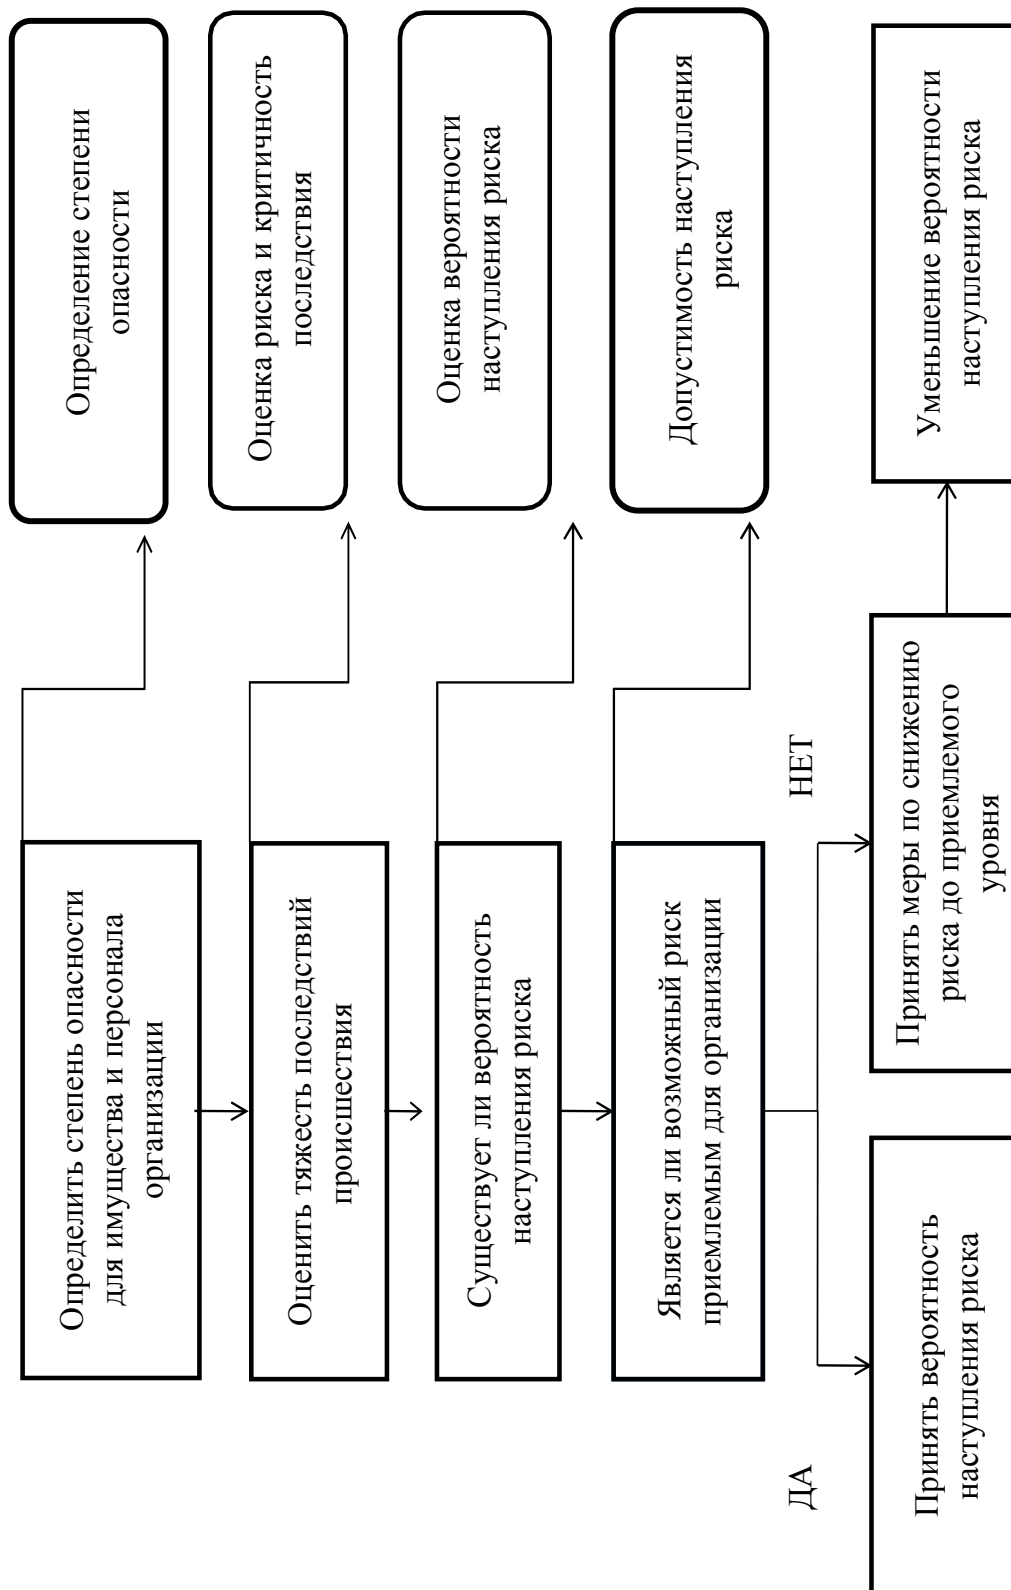 Определить степень опасности
для имущества и персонала
организации
Определение степени
опасности
Оценить тяжесть последствий
происшествия
Оценка риска и критичность
последствия
Существует ли вероятность
наступления риска
Оценка вероятности
наступления риска
Является ли возможный риск
приемлемым для организации
Допустимость наступления
риска
ДА
НЕТ
Принять вероятность
наступления риска
Принять меры по снижению
риска до приемлемого
уровня
Уменьшение вероятности
наступления риска